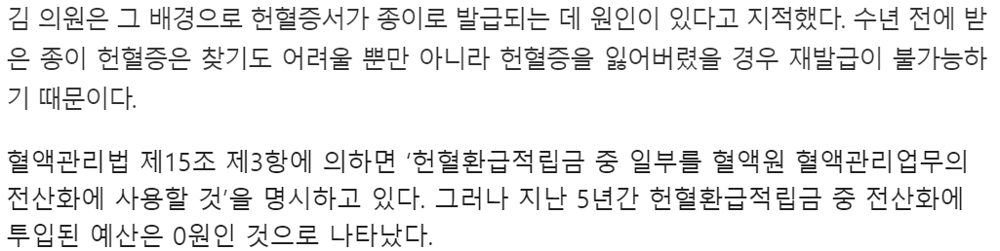 김 의원은 그 배경으로 헌혈증서가 종이로 발급되는 데 원인이 있다고 지적했다. 수년 전에 받
은 종이 헌혈증은 찾기도 어려울 뿐만 아니라 헌혈증을 잃어버렸을 경우 재발급이 불가능하
기 때문이다.
혈액관리법 제15조 제3항에 의하면 ‘헌혈환급적립금 중 일부를 혈액원 혈액관리업무의
전산화에 사용할 것’을 명시하고 있다. 그러나 지난 5년간 헌혈환급적립금 중 전산화에
투입된 예산은 0원인 것으로 나타났다.